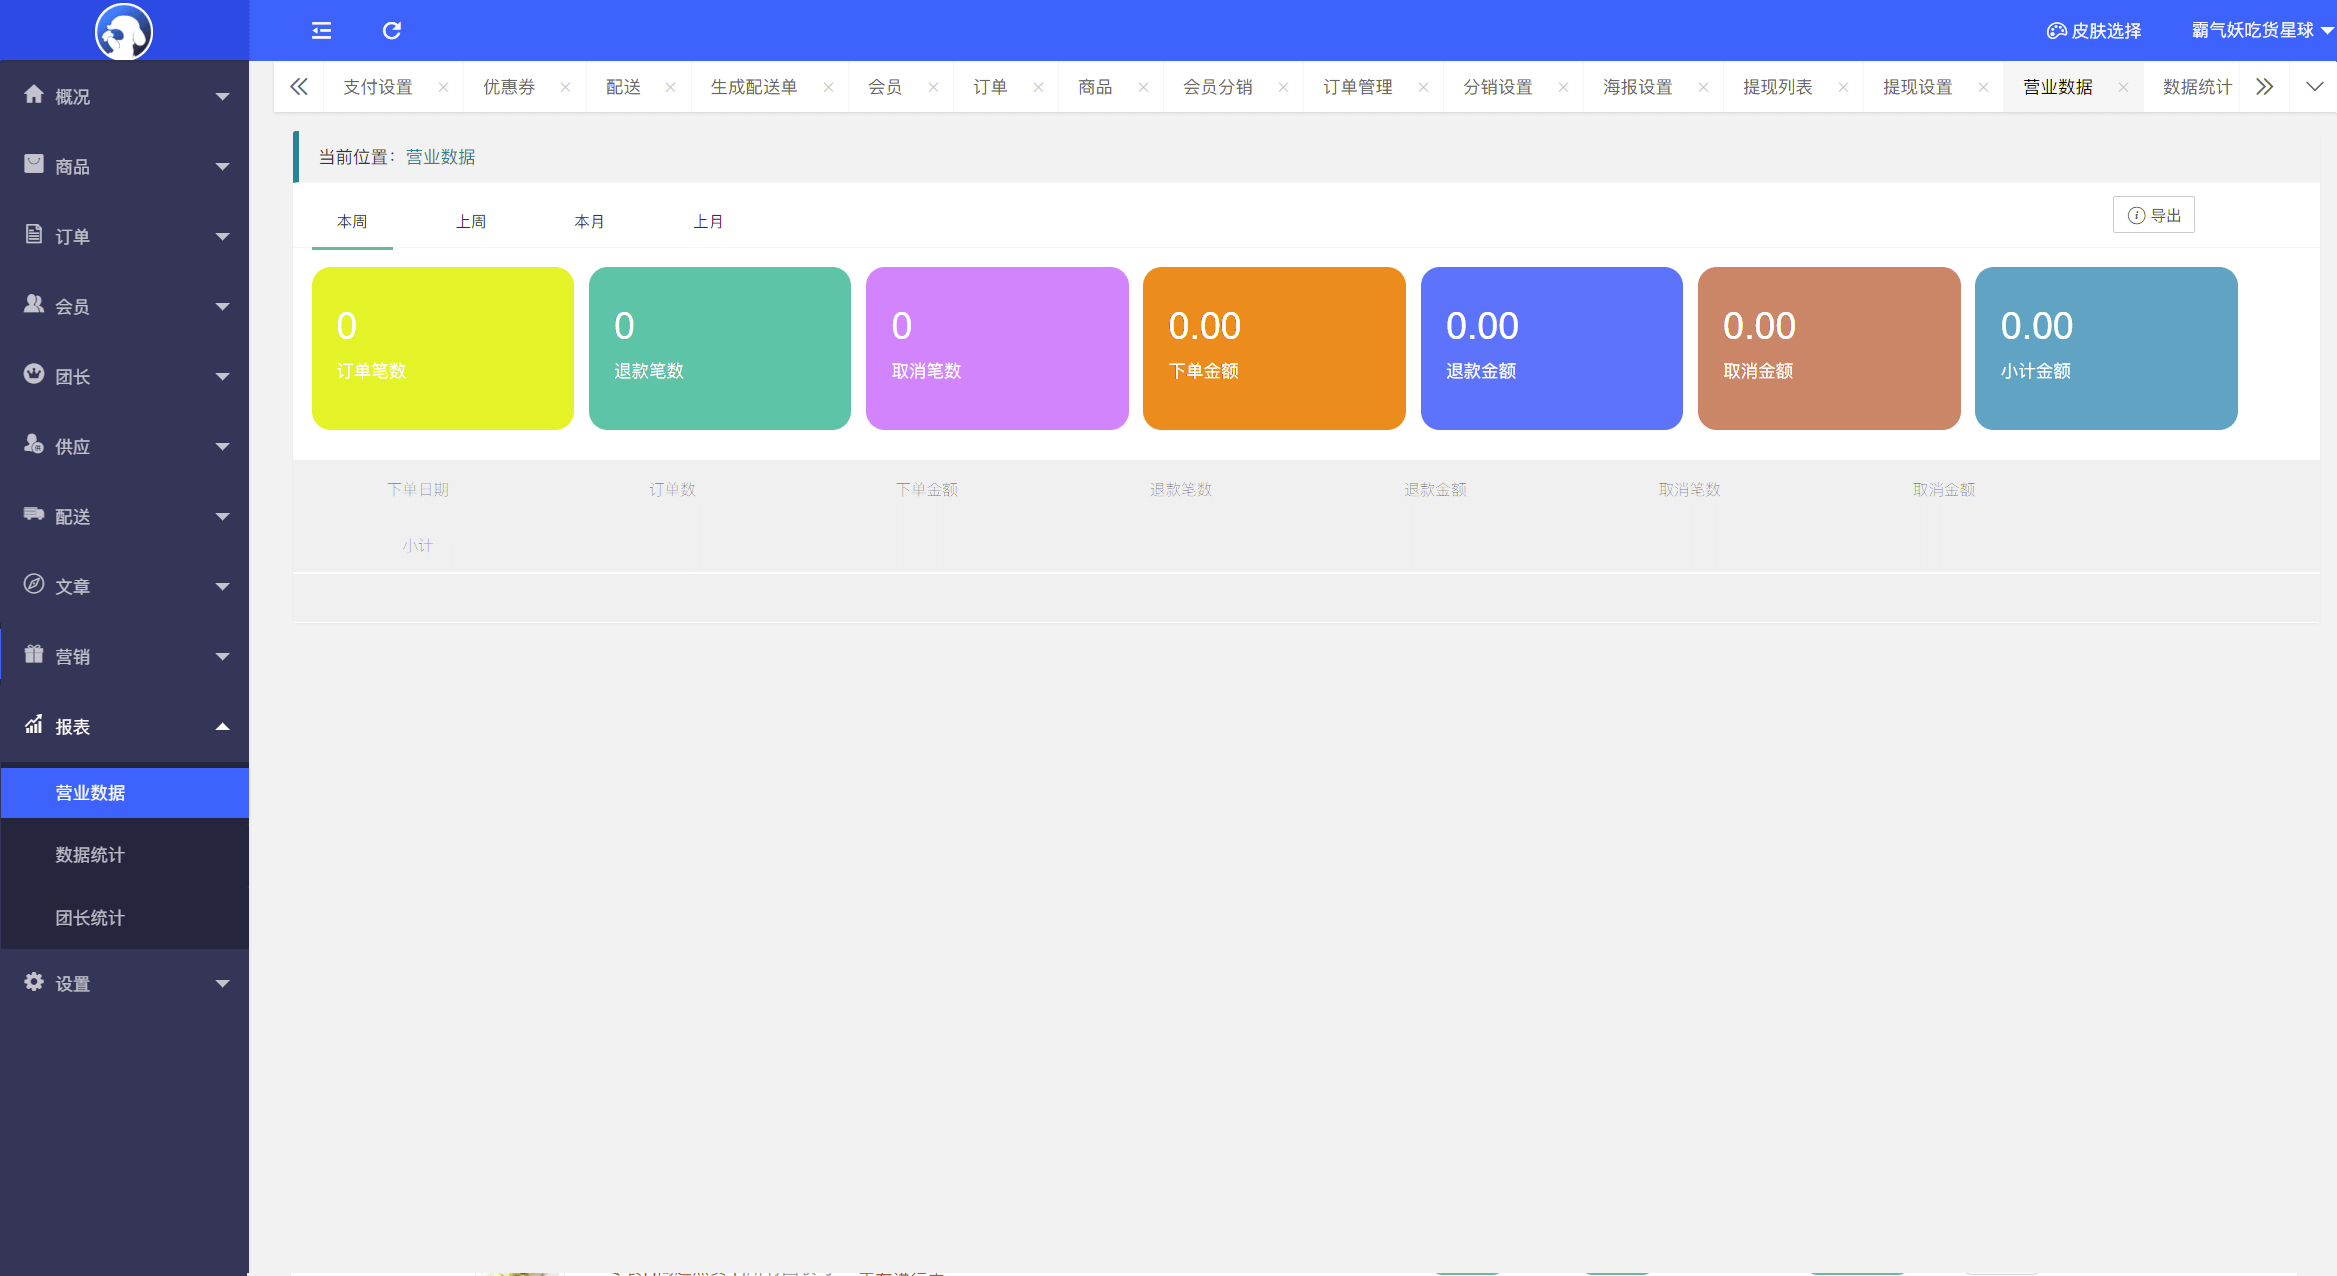 皮肤选择 霸气妖吃货星球
支付设置 优惠券 配送 生成配送单 会员 订单 商品 会员分销 订单管理 分销设置 海报设置 提现列表 提现设置 营业数据 数据统计
概况
商品
订单
会员
团长
供应
配送
文章
营销
报表
营业数据
数据统计
团长统计
设置
当前位置：营业数据
本周 上周 本月 上月 导出
0 0 0 0.00 0.00 0.00 0.00
订单笔数 退款笔数 取消笔数 下单金额 退款金额 取消金额 小计金额
下单日期 订单数 下单金额 退款笔数 退款金额 取消笔数 取消金额
小计